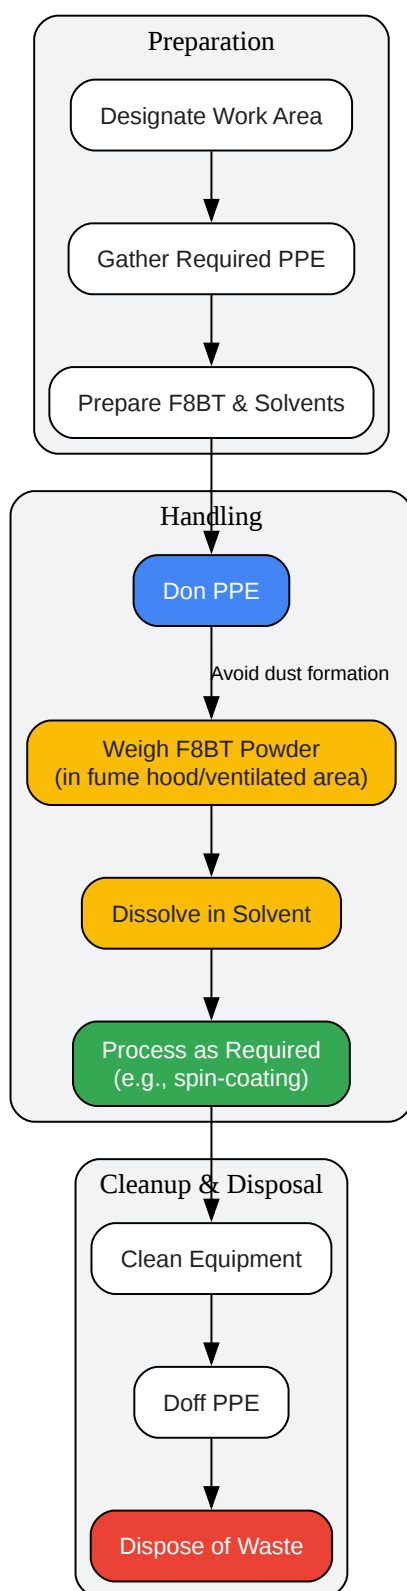 Preparation
Designate Work Area
Gather Required PPE
Prepare F8BT & Solvents
Handling
Don PPE
Avoid dust formation
Weigh F8BT Powder
(in fume hood/ventilated area)
Dissolve in Solvent
Process as Required
(e.g., spin-coating)
Cleanup & Disposal
Clean Equipment
Doff PPE
Dispose of Waste